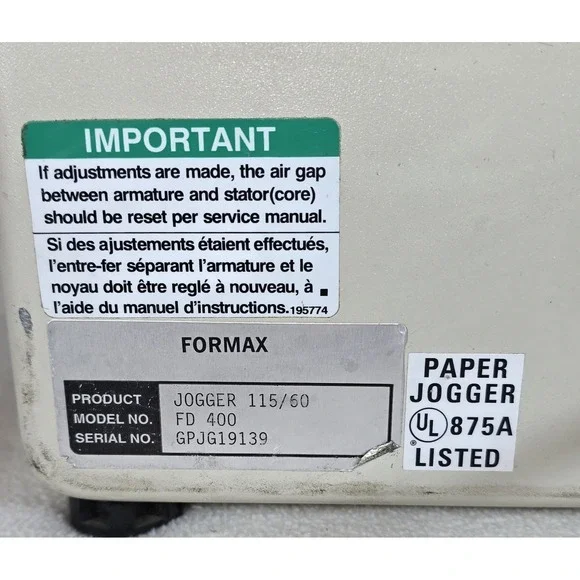 IMPORTANT
If adjustments are made, the air gap
between armature and stator(core)
should be reset per service manual.
Si des ajustements étaient effectués,
l'entre-fer séparant l'armature et le
noyau doit être reglé à nouveau, à ▪
l'aide du manuel d'instructions.195774
FORMAX
PRODUCT JOGGER 115/60
MODEL NO. FD 400
SERIAL NO. GPJG19139
PAPER
JOGGER
UL 875A
LISTED